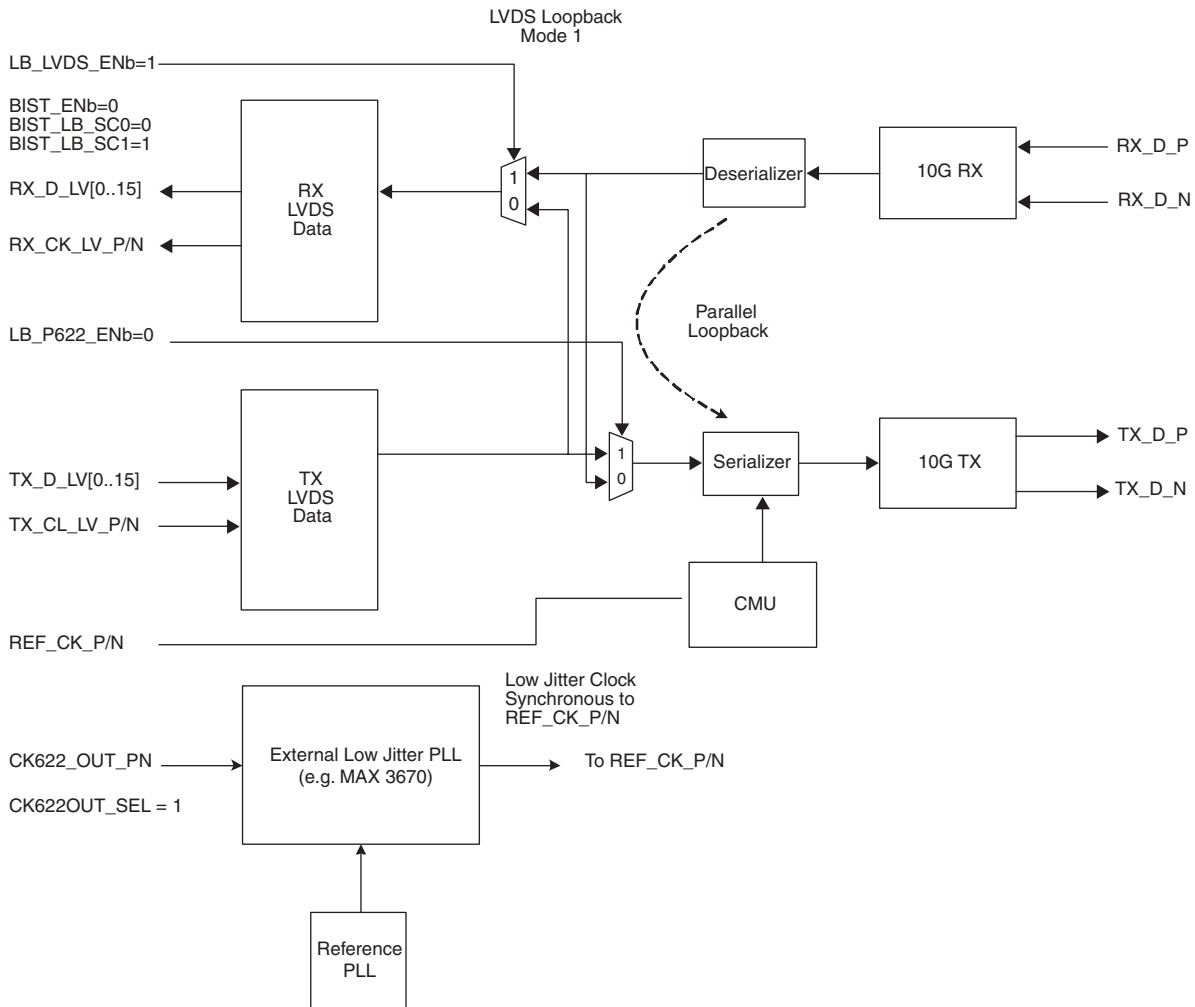 LVDS Loopback
Mode 1
LB_LVDS_ENb=1
BIST_ENb=0
BIST_LB_SC0=0
BIST_LB_SC1=1
RX_D_LV[0..15]
RX_CK_LV_P/N
RX
LVDS
Data
1
0
Deserializer
10G RX
RX_D_P
RX_D_N
Parallel
Loopback
LB_P622_ENb=0
TX_D_LV[0..15]
TX_CL_LV_P/N
TX
LVDS
Data
1
0
Serializer
10G TX
TX_D_P
TX_D_N
CMU
REF_CK_P/N
Low Jitter Clock
Synchronous to
REF_CK_P/N
CK622_OUT_PN
CK622OUT_SEL = 1
External Low Jitter PLL
(e.g. MAX 3670)
To REF_CK_P/N
Reference
PLL